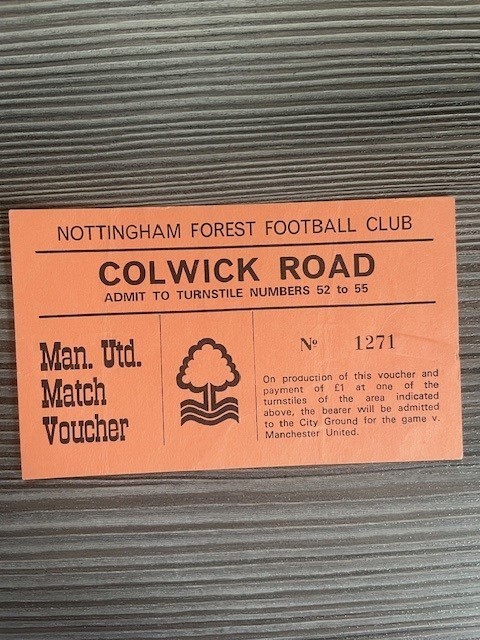 NOTTINGHAM FOREST FOOTBALL CLUB
COLWICK ROAD
ADMIT TO TURNSTILE NUMBERS 52 to 55
Man. Utd.
Match
Voucher
Nº 1271
On production of this voucher and
payment of £1 at one of the
turnstiles of the area indicated
above, the bearer will be admitted
to the City Ground for the game v.
Manchester United.